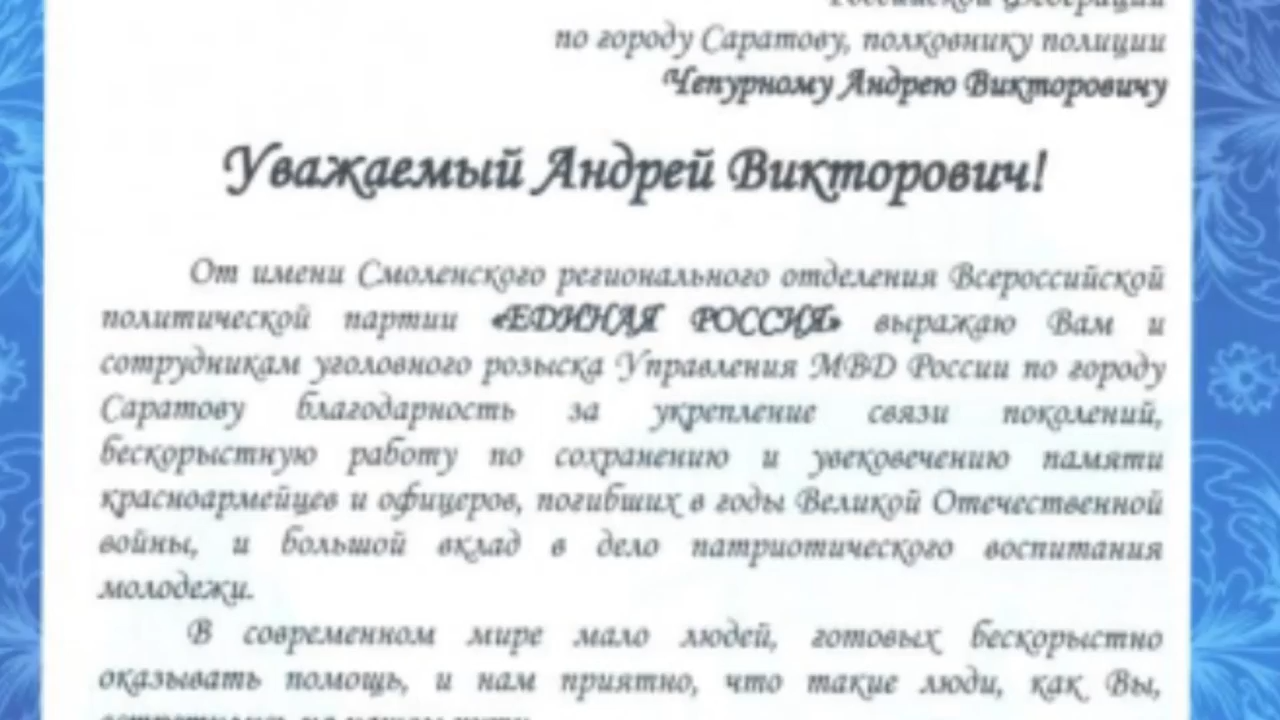 Российской Федерации
по городу Саратову, полковнику полиции
Чепурному Андрею Викторовичу
Уважаемый Андрей Викторович!
От имени Смоленского регионального отделения Всероссийской
политической партии «ЕДИНАЯ РОССИЯ» выражаю Вам и
сотрудникам уголовного розыска Управления МВД России по городу
Саратову благодарность за укрепление связи поколений,
бескорыстную работу по сохранению и увековечению памяти
красноармейцев и офицеров, погибших в годы Великой Отечественной
войны, и большой вклад в дело патриотического воспитания
молодежи.
В современном мире мало людей, готовых бескорыстно
оказывать помощь, и нам приятно, что такие люди, как Вы,